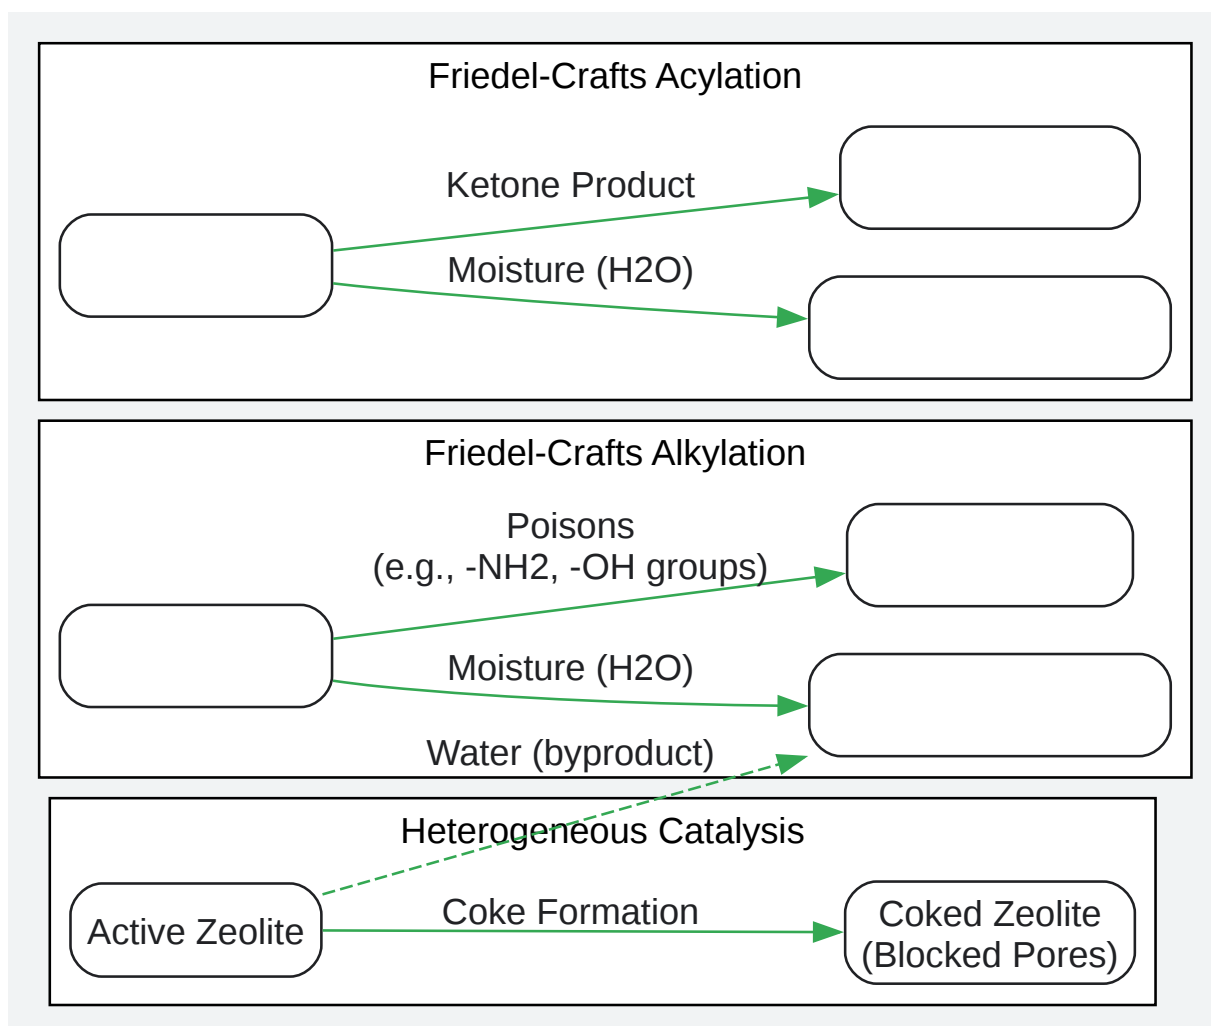 Friedel-Crafts Acylation
Ketone Product
Moisture (H2O)
Friedel-Crafts Alkylation
Poisons
(e.g., -NH2, -OH groups)
Moisture (H2O)
Water (byproduct)
Heterogeneous Catalysis
Active Zeolite
Coke Formation
Coked Zeolite
(Blocked Pores)